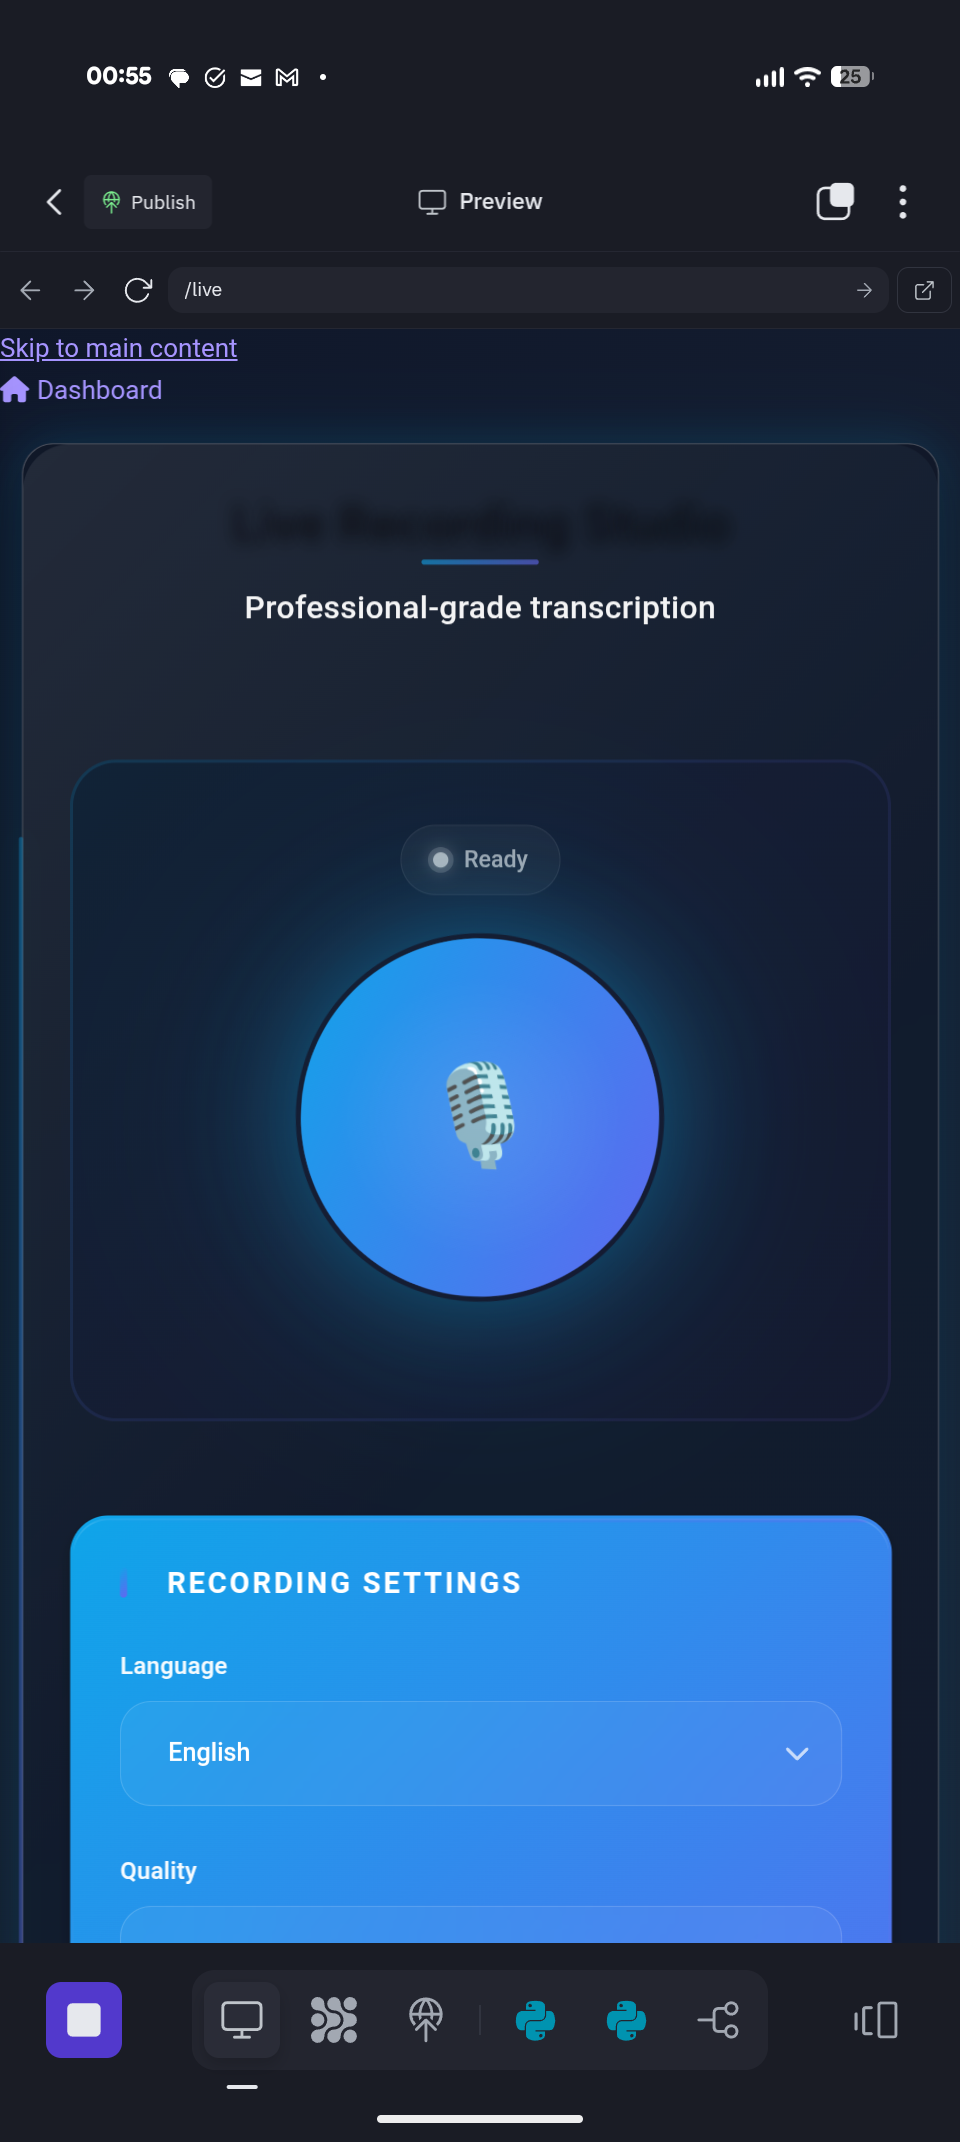 00:55
25
Publish
Preview
/live
Skip to main content
Dashboard
Live Recording Studio
Professional-grade transcription
Ready
RECORDING SETTINGS
Language
English
Quality